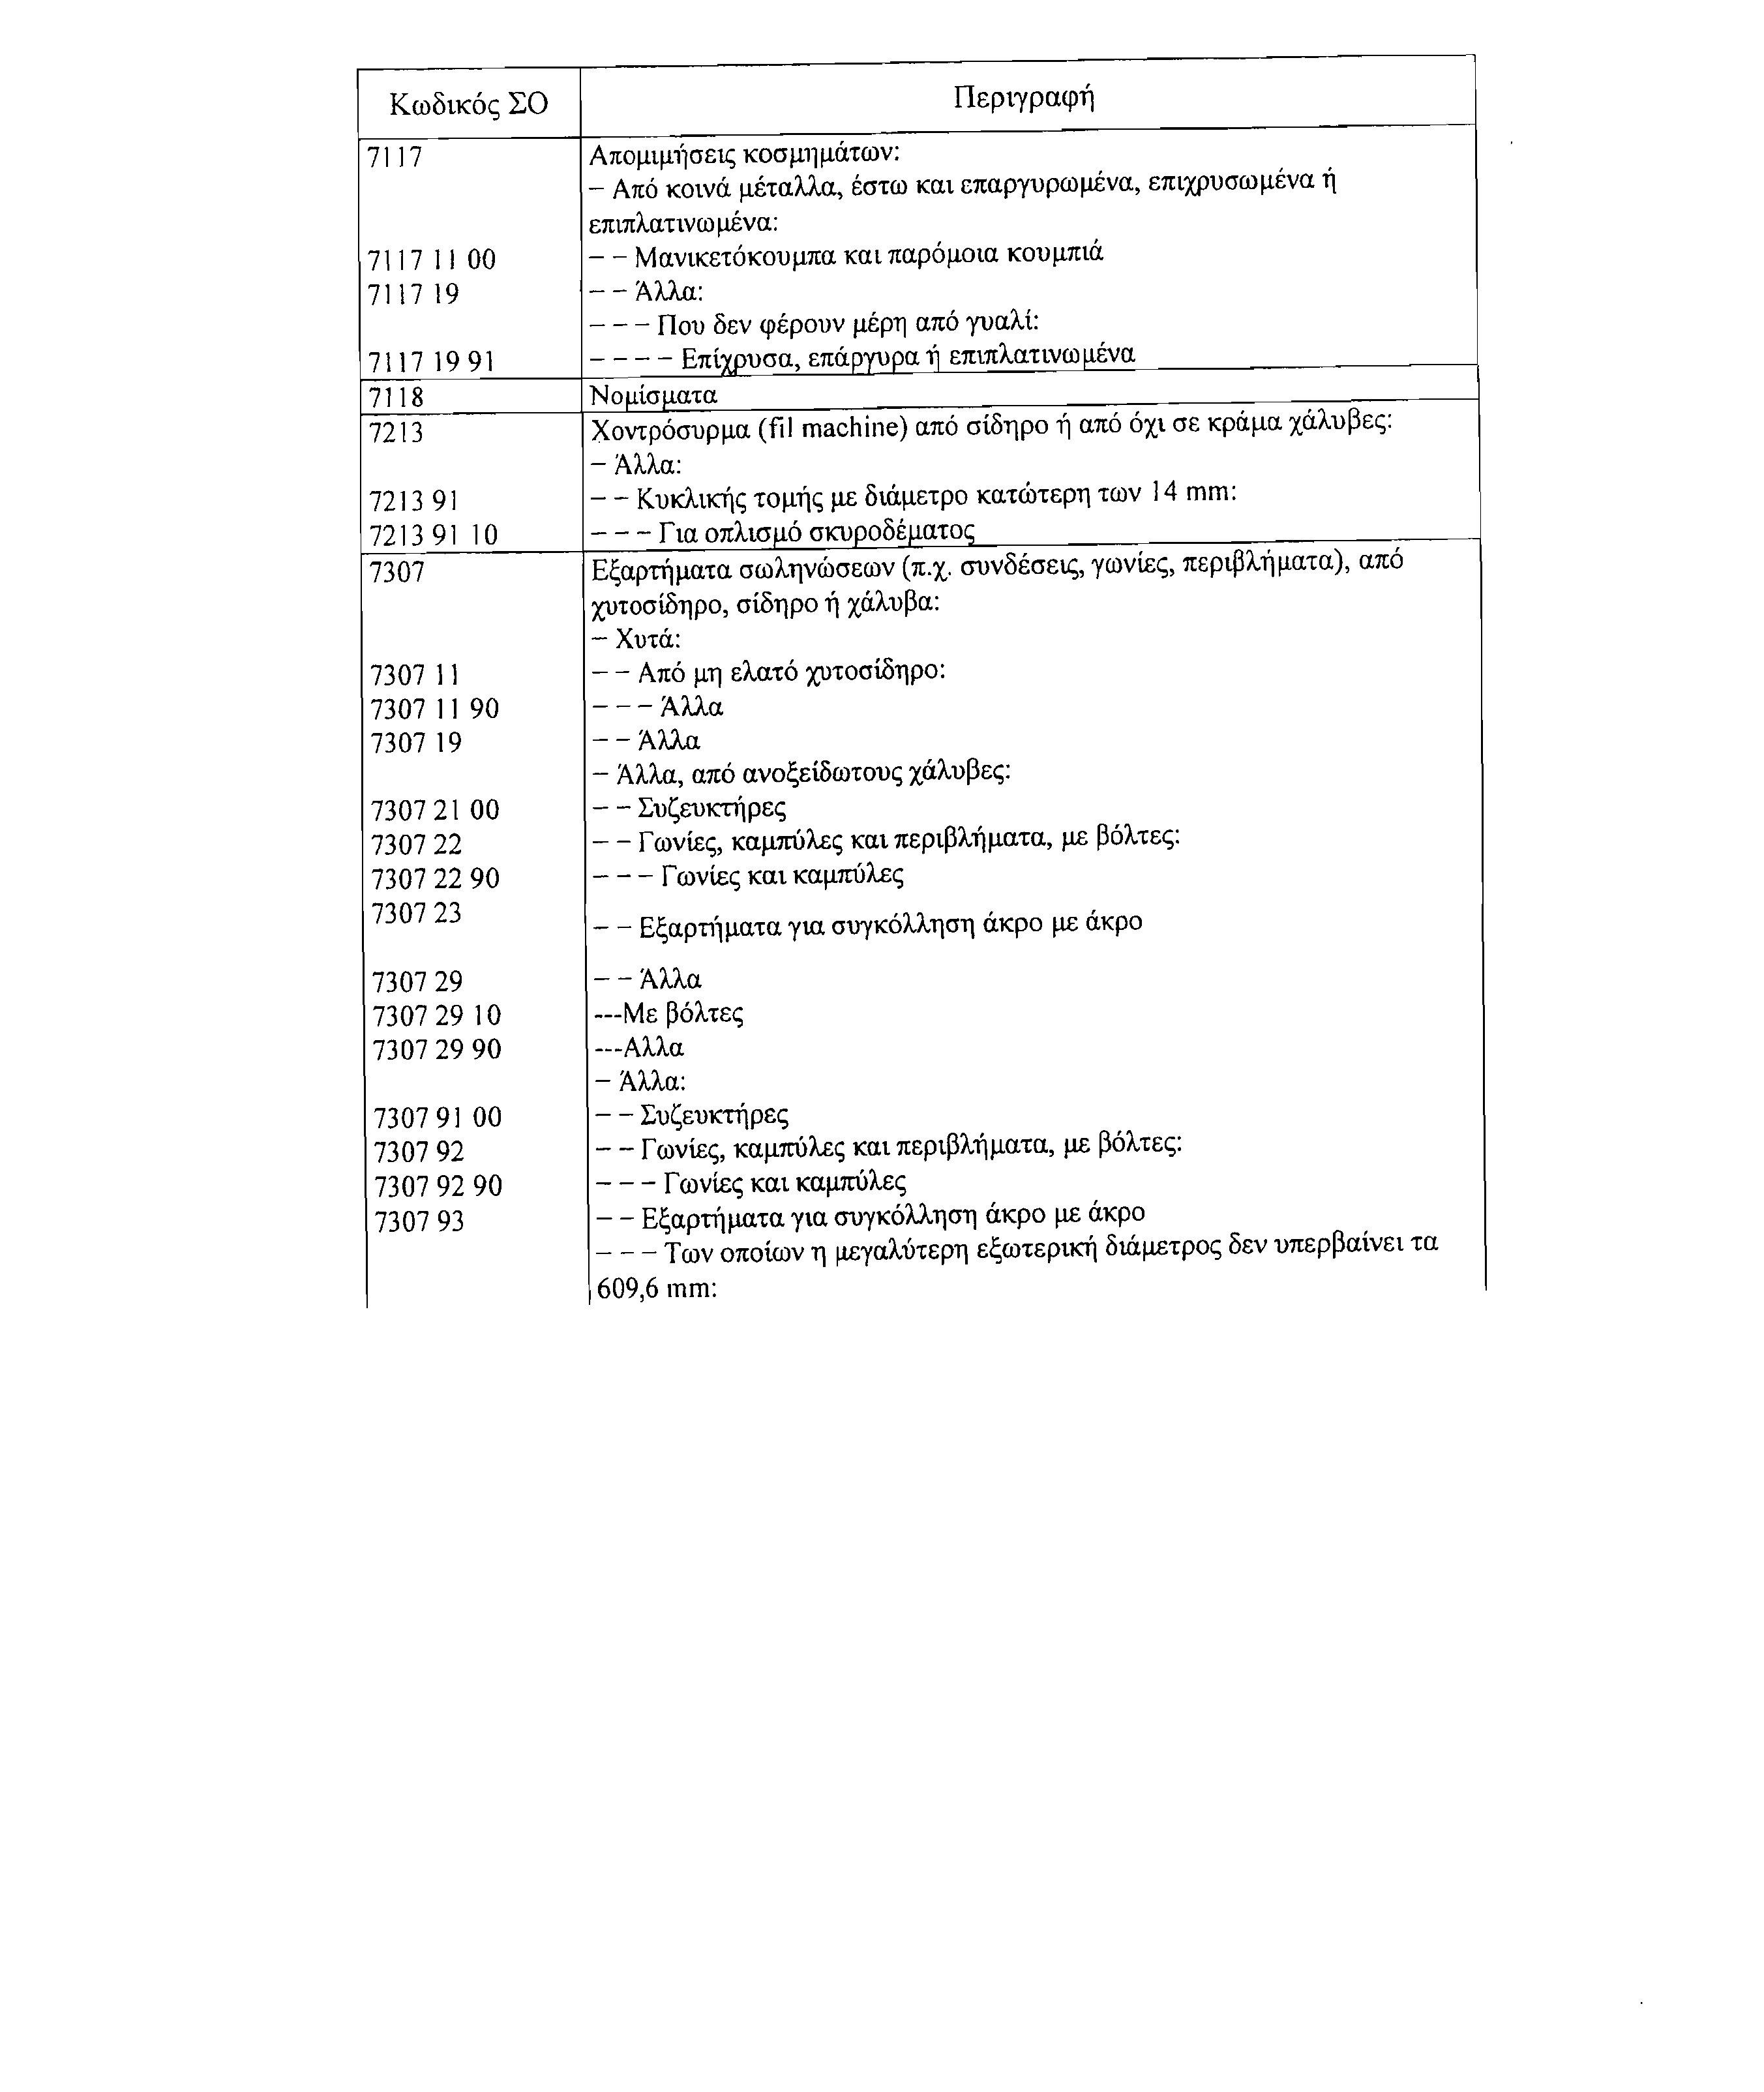 Κωδικός ΣΟ Περιγραφή
7117 Απομιμήσεις κοσμημάτων:
– Από κοινά μέταλλα, έστω και επαργυρωμένα, επιχρυσωμένα ή
επιπλατινωμένα:
7117 11 00 – – Μανικετόκουμπα και παρόμοια κουμπιά
7117 19 – – Άλλα:
– – – Που δεν φέρουν μέρη από γυαλί:
7117 19 91 – – – – Επίχρυσα, επάργυρα ή επιπλατινωμένα
7118 Νομίσματα
7213 Χοντρόσυρμα (fil machine) από σίδηρο ή από όχι σε κράμα χάλυβες:
– Άλλα:
7213 91 – – Κυκλικής τομής με διάμετρο κατώτερη των 14 mm:
7213 91 10 – – – Για οπλισμό σκυροδέματος
7307 Εξαρτήματα σωληνώσεων (π.χ. συνδέσεις, γωνίες, περιβλήματα), από
χυτοσίδηρο, σίδηρο ή χάλυβα:
– Χυτά:
7307 11 – – Από μη ελατό χυτοσίδηρο:
7307 11 90 – – – Άλλα
7307 19 – – Άλλα
– Άλλα, από ανοξείδωτους χάλυβες:
7307 21 00 – – Συζευκτήρες
7307 22 – – Γωνίες, καμπύλες και περιβλήματα, με βόλτες:
7307 22 90 – – – Γωνίες και καμπύλες
7307 23 – – Εξαρτήματα για συγκόλληση άκρο με άκρο
7307 29 – – Άλλα
7307 29 10 ---Με βόλτες
7307 29 90 ---Αλλα
– Άλλα:
7307 91 00 – – Συζευκτήρες
7307 92 – – Γωνίες, καμπύλες και περιβλήματα, με βόλτες:
7307 92 90 – – – Γωνίες και καμπύλες
7307 93 – – Εξαρτήματα για συγκόλληση άκρο με άκρο
– – – Των οποίων η μεγαλύτερη εξωτερική διάμετρος δεν υπερβαίνει τα
609,6 mm: